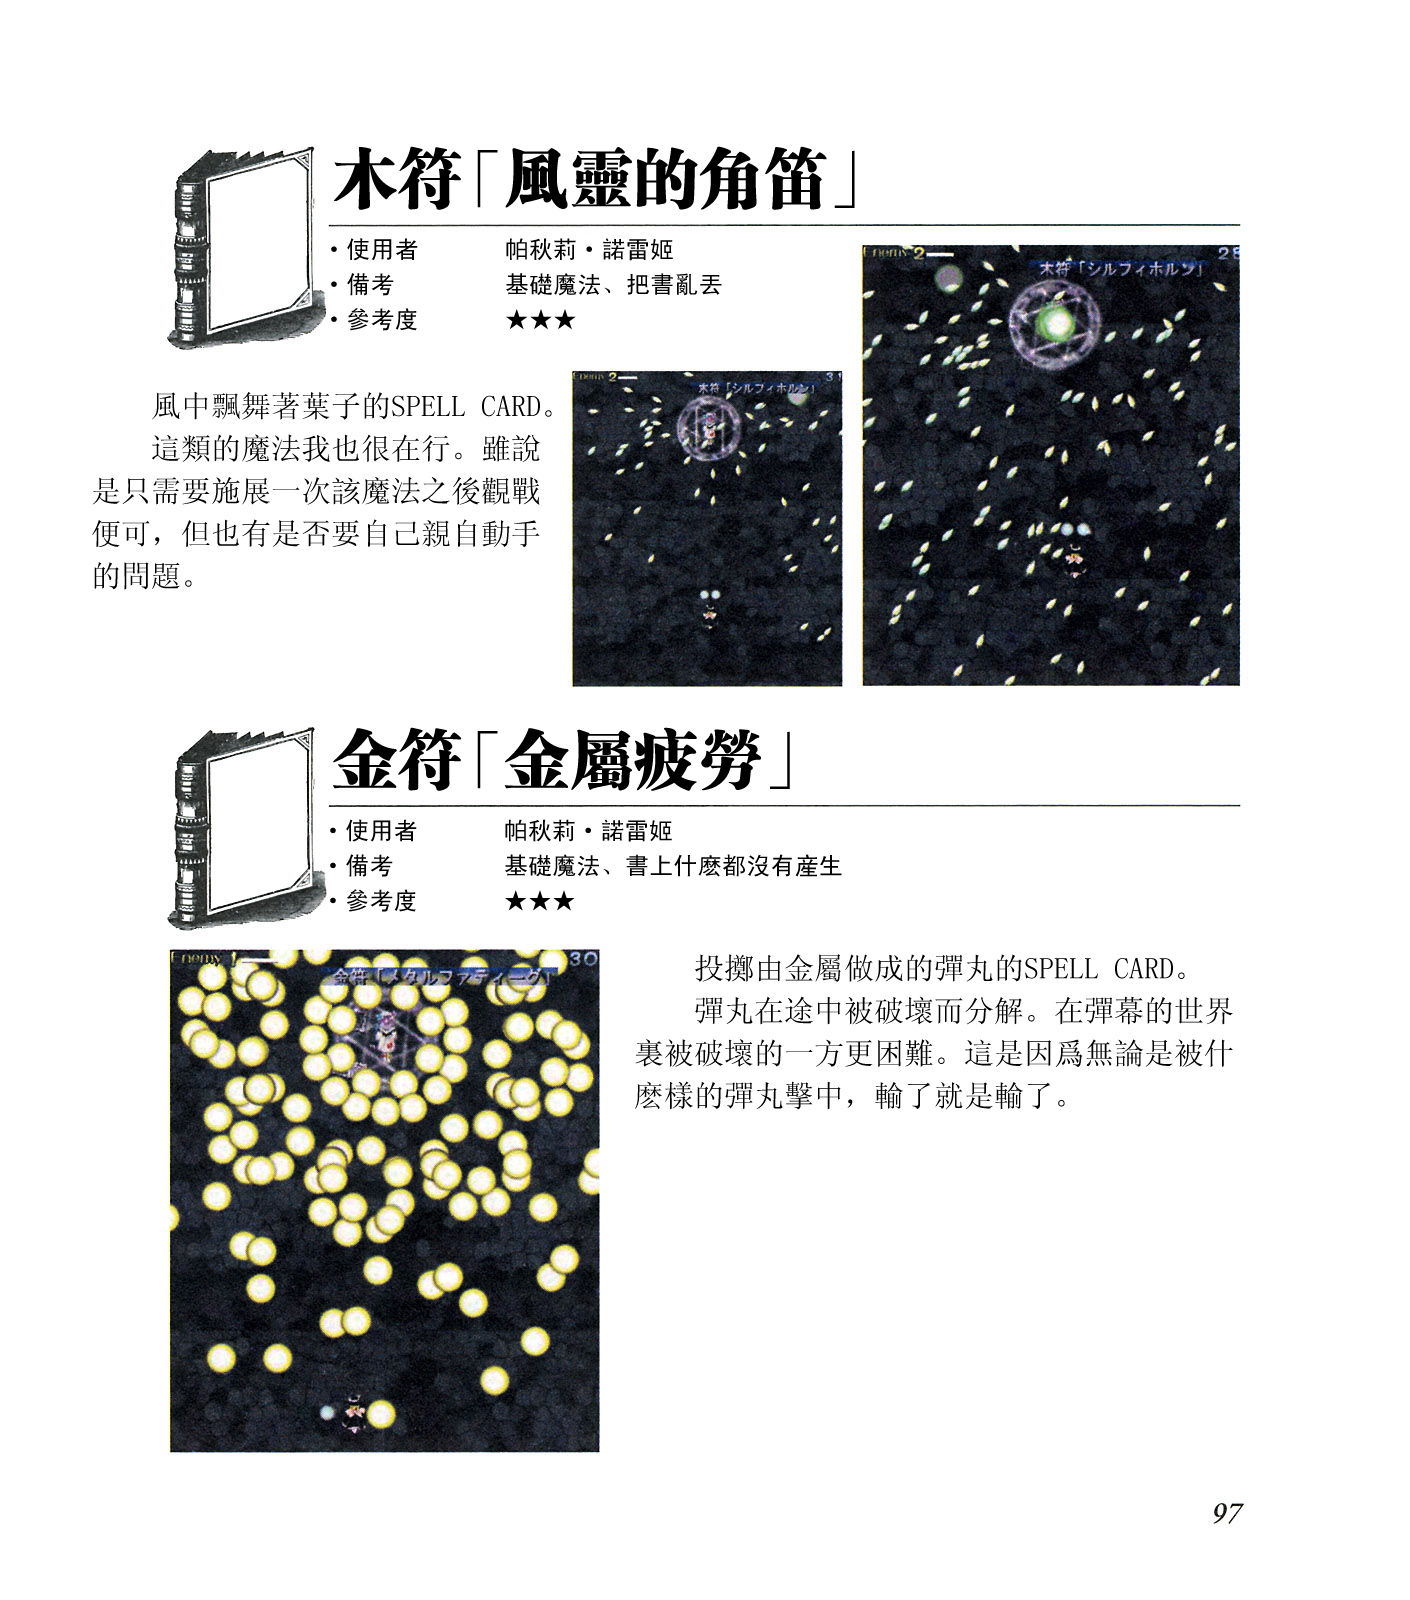 木符「風靈的角笛」
・使用者 帕秋莉・諾雷姬
・備考 基礎魔法、把書亂丟
・參考度 ★★★
風中飄舞著葉子的SPELL CARD。
這類的魔法我也很在行。雖說
是只需要施展一次該魔法之後觀戰
便可，但也有是否要自己親自動手
的問題。
Enemy 2 31
木符「シルフィホルン」
Enemy 2 28
木符「シルフィホルン」
金符「金屬疲勞」
・使用者 帕秋莉・諾雷姬
・備考 基礎魔法、書上什麽都沒有産生
・參考度 ★★★
Enemy 1 30
金符「メタルファティーグ」
投擲由金屬做成的彈丸的SPELL CARD。
彈丸在途中被破壞而分解。在彈幕的世界
裏被破壞的一方更困難。這是因爲無論是被什
麽樣的彈丸擊中，輸了就是輸了。
97